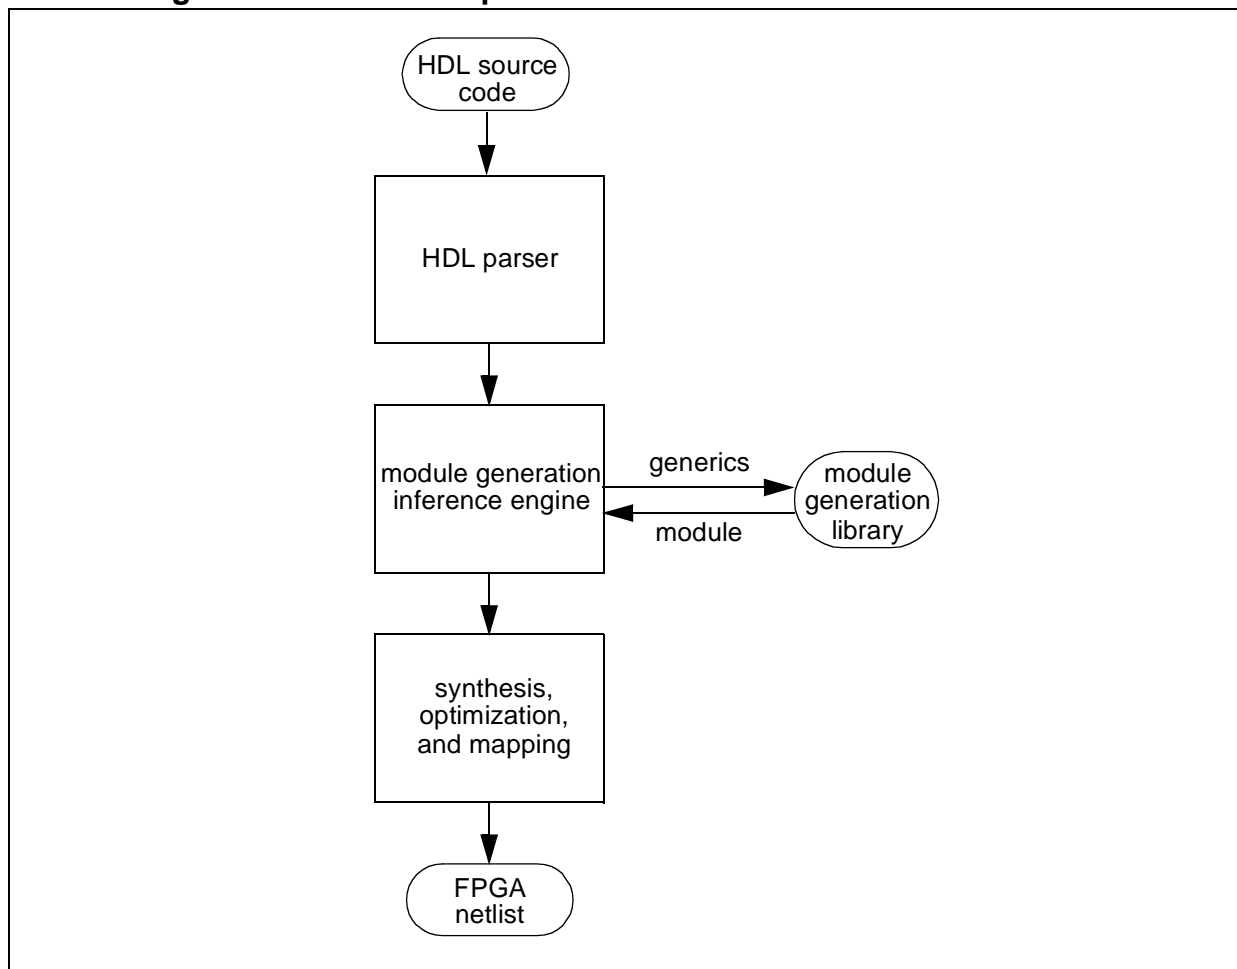 HDL source
code
HDL parser
module generation
inference engine
generics
module
module
generation
library
synthesis,
optimization,
and mapping
FPGA
netlist